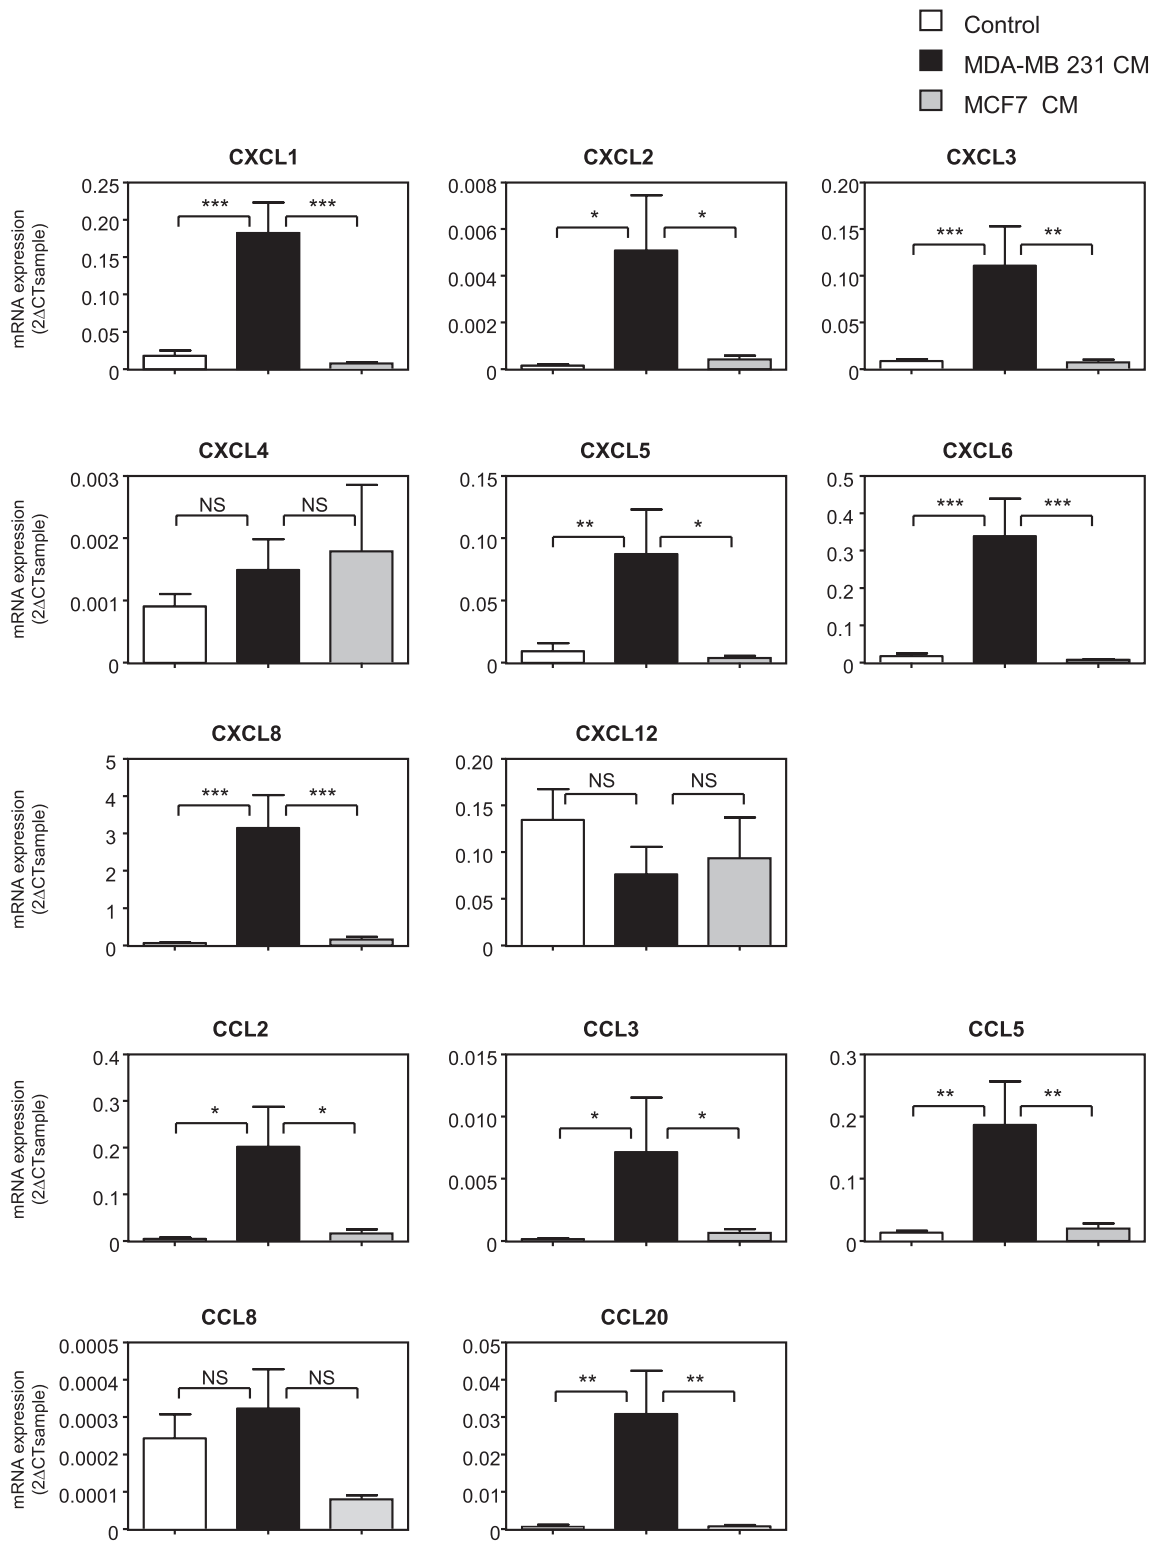 Control
MDA-MB 231 CM
MCF7 CM
CXCL1
CXCL2
CXCL3
mRNA expression
(2ΔCTsample)
0.25
0.20
0.15
0.10
0.05
0
*** ***
0.008
0.006
0.004
0.002
0
* *
0.20
0.15
0.10
0.05
0
*** **
CXCL4
CXCL5
CXCL6
mRNA expression
(2ΔCTsample)
0.003
0.002
0.001
0
NS NS
0.15
0.10
0.05
0
** *
0.5
0.4
0.3
0.2
0.1
0
*** ***
CXCL8
CXCL12
mRNA expression
(2ΔCTsample)
5
4
3
2
1
0
*** ***
0.20
0.15
0.10
0.05
0
NS NS
CCL2
CCL3
CCL5
mRNA expression
(2ΔCTsample)
0.4
0.3
0.2
0.1
0
* *
0.015
0.010
0.005
0
* *
0.3
0.2
0.1
0
** **
CCL8
CCL20
mRNA expression
(2ΔCTsample)
0.0005
0.0004
0.0003
0.0002
0.0001
0
NS NS
0.05
0.04
0.03
0.02
0.01
0
** **